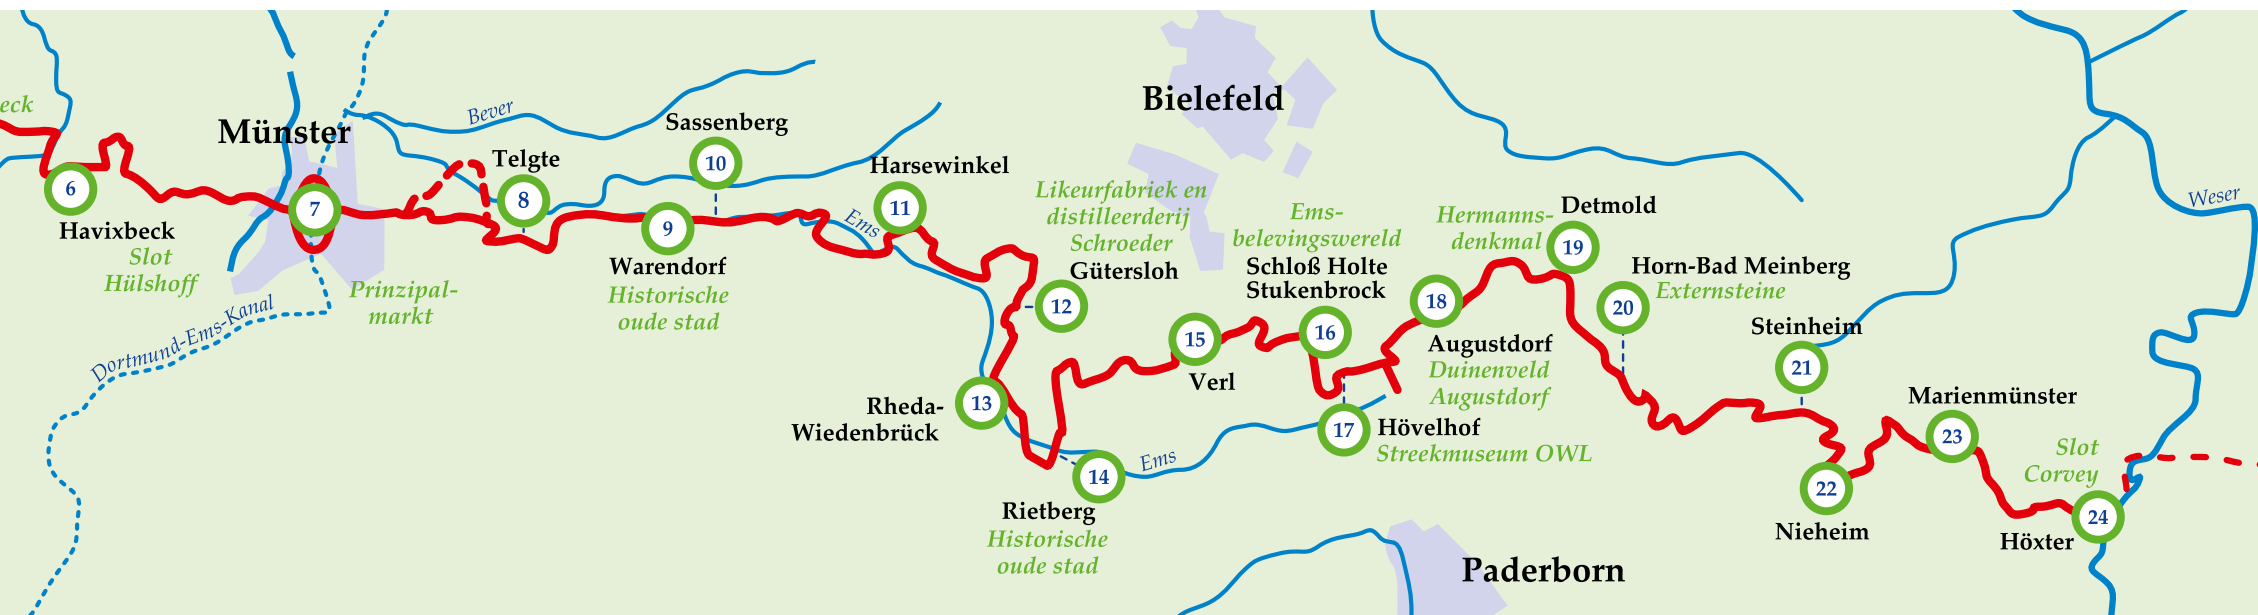 eck
6
Havixbeck
Slot
Hülshoff
Münster
7
Prinzipal-
markt
Dortmund-Ems-Kanal
Bever
Telgte
8
Sassenberg
10
9
Warendorf
Historische
oude stad
Ems
Harsewinkel
11
Likeurfabriek en
distilleerderij
Schroeder
Gütersloh
12
13
Rheda-
Wiedenbrück
14
Rietberg
Historische
oude stad
Ems
Bielefeld
15
Verl
Ems-
belevingswereld
Schloß Holte
Stukenbrock
16
17
Hövelhof
Streekmuseum OWL
18
Augustdorf
Duinenveld
Augustdorf
Hermanns-
denkmal
Detmold
19
Horn-Bad Meinberg
Externsteine
20
Steinheim
21
22
Nieheim
Marienmünster
23
Slot
Corvey
24
Höxter
Weser
Paderborn